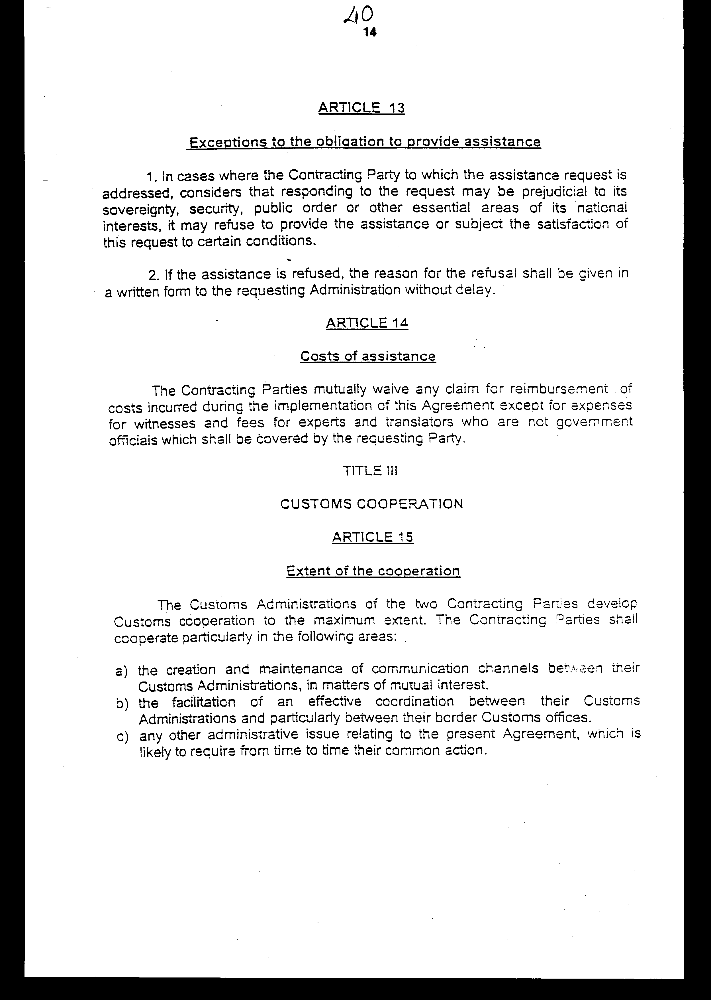 40
14
ARTICLE 13
Exceptions to the obligation to provide assistance
1. In cases where the Contracting Party to which the assistance request is
addressed, considers that responding to the request may be prejudicial to its
sovereignty, security, public order or other essential areas of its national
interests, it may refuse to provide the assistance or subject the satisfaction of
this request to certain conditions.
2. If the assistance is refused, the reason for the refusal shall be given in
a written form to the requesting Administration without delay.
ARTICLE 14
Costs of assistance
The Contracting Parties mutually waive any claim for reimbursement of
costs incurred during the implementation of this Agreement except for expenses
for witnesses and fees for experts and translators who are not government
officials which shall be covered by the requesting Party.
TITLE III
CUSTOMS COOPERATION
ARTICLE 15
Extent of the cooperation
The Customs Administrations of the two Contracting Parties develop
Customs cooperation to the maximum extent. The Contracting Parties shall
cooperate particularly in the following areas:
a) the creation and maintenance of communication channels between their
Customs Administrations, in matters of mutual interest.
b) the facilitation of an effective coordination between their Customs
Administrations and particularly between their border Customs offices.
c) any other administrative issue relating to the present Agreement, which is
likely to require from time to time their common action.